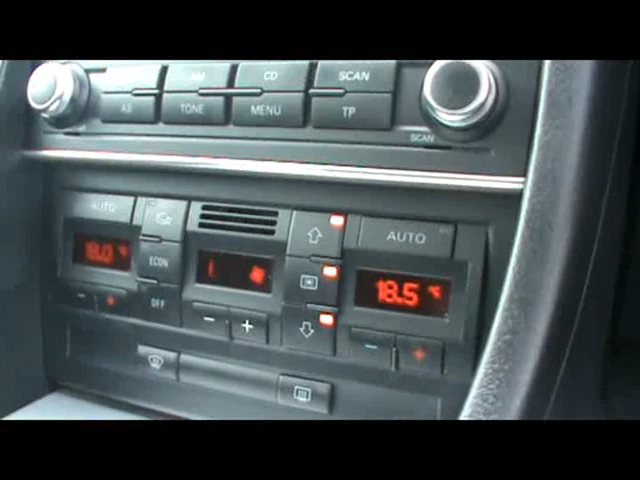 AM CD SCAN
AS TONE MENU TP
SCAN
AUTO AUTO
ECON
18.0 1 18.5 °C
OFF
- + - + - +